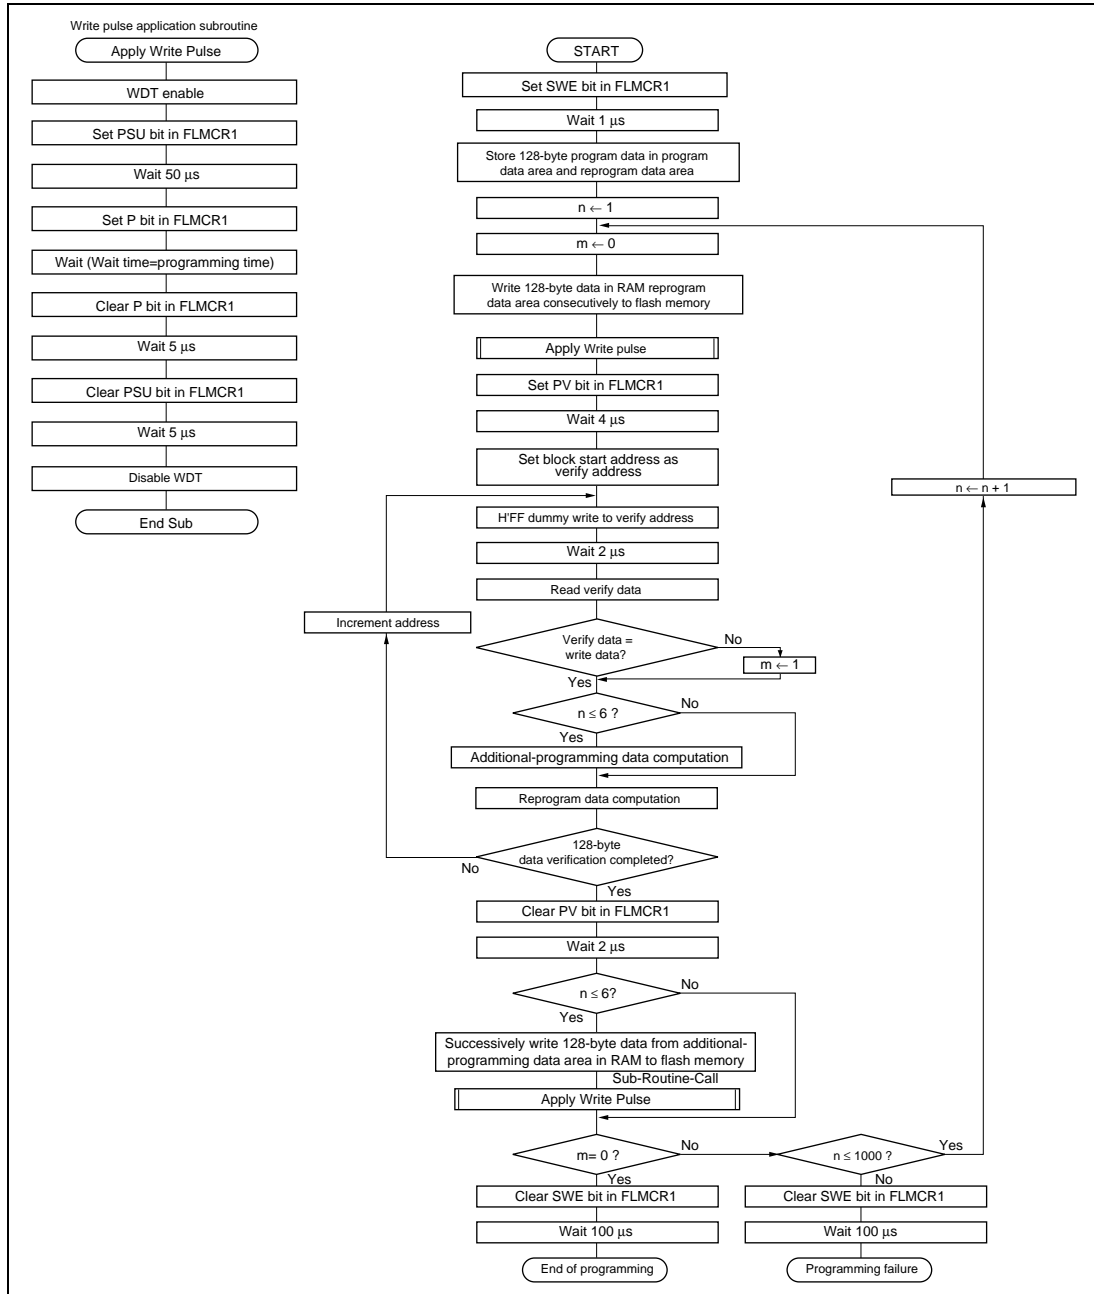 Write pulse application subroutine
Apply Write Pulse
WDT enable
Set PSU bit in FLMCR1
Wait 50 µs
Set P bit in FLMCR1
Wait (Wait time=programming time)
Clear P bit in FLMCR1
Wait 5 µs
Clear PSU bit in FLMCR1
Wait 5 µs
Disable WDT
End Sub
START
Set SWE bit in FLMCR1
Wait 1 µs
Store 128-byte program data in program
data area and reprogram data area
n ← 1
m ← 0
Write 128-byte data in RAM reprogram
data area consecutively to flash memory
Apply Write pulse
Set PV bit in FLMCR1
Wait 4 µs
Set block start address as
verify address
n ← n + 1
H'FF dummy write to verify address
Wait 2 µs
Read verify data
Increment address
Verify data =
write data?
No
m ← 1
Yes
n ≤ 6 ?
No
Yes
Additional-programming data computation
Reprogram data computation
128-byte
data verification completed?
No
Yes
Clear PV bit in FLMCR1
Wait 2 µs
n ≤ 6?
No
Yes
Successively write 128-byte data from additional-
programming data area in RAM to flash memory
Sub-Routine-Call
Apply Write Pulse
m= 0 ?
No
n ≤ 1000 ?
Yes
Yes
No
Clear SWE bit in FLMCR1
Clear SWE bit in FLMCR1
Wait 100 µs
Wait 100 µs
End of programming
Programming failure